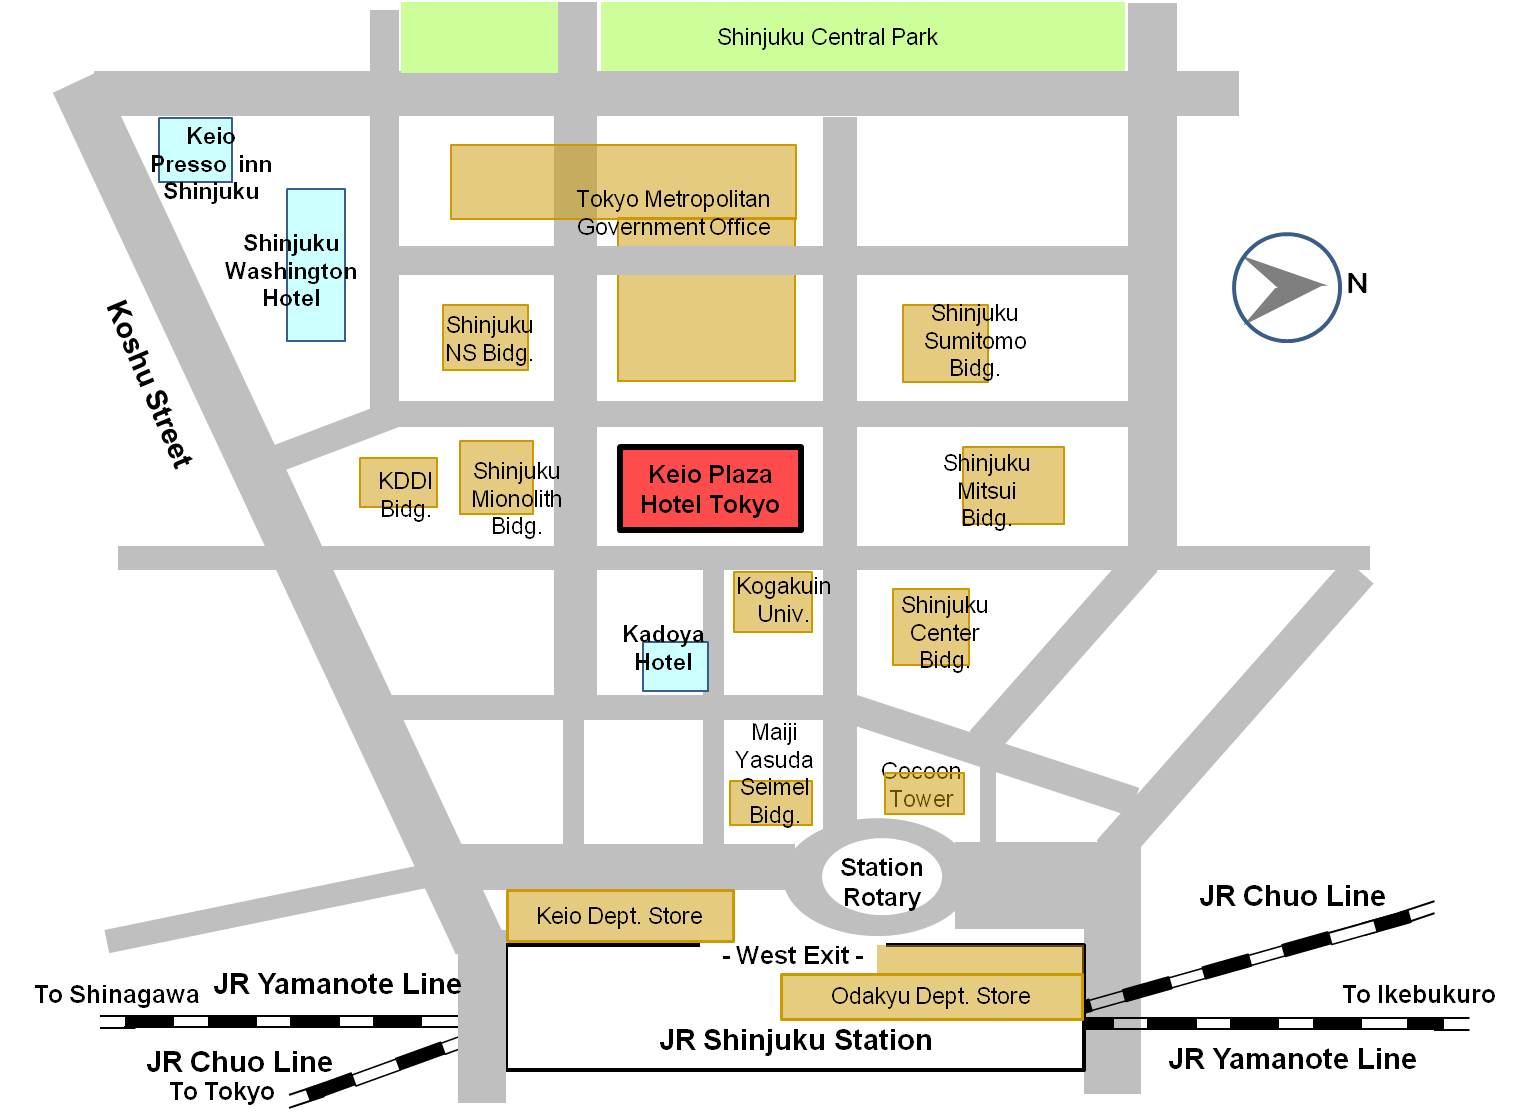 Shinjuku Central Park
Keio
Presso inn
Shinjuku
Tokyo Metropolitan
Government Office
Shinjuku
Washington
Hotel
N
Koshu Street
Shinjuku
NS Bidg.
Shinjuku
Sumitomo
Bidg.
KDDI
Bidg.
Shinjuku
Mionolith
Bidg.
Keio Plaza
Hotel Tokyo
Shinjuku
Mitsui
Bidg.
Kogakuin
Univ.
Shinjuku
Center
Bidg.
Kadoya
Hotel
Maiji
Yasuda
Seimel
Bidg.
Cocoon
Tower
Station
Rotary
JR Chuo Line
Keio Dept. Store
- West Exit -
JR Yamanote Line
To Shinagawa
Odakyu Dept. Store
To Ikebukuro
JR Shinjuku Station
JR Chuo Line
To Tokyo
JR Yamanote Line